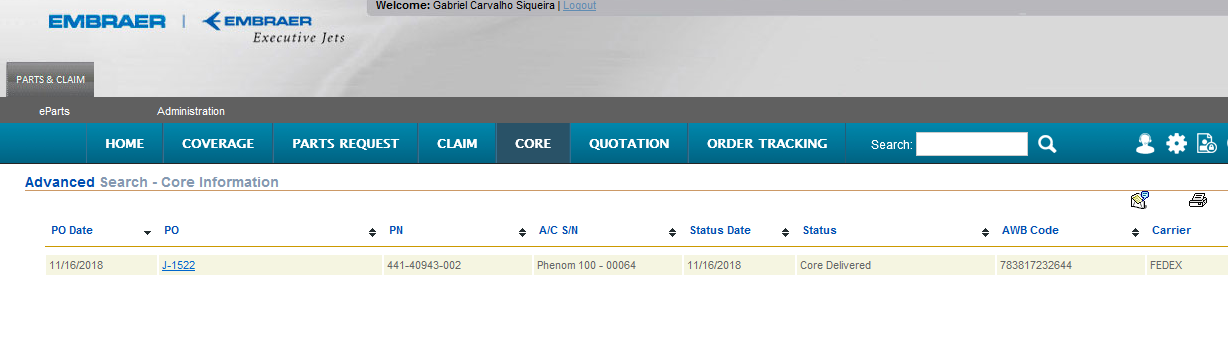 Welcome: Gabriel Carvalho Siqueira | Logout
EMBRAER | EMBRAER
Executive Jets
PARTS & CLAIM
eParts Administration
HOME COVERAGE PARTS REQUEST CLAIM CORE QUOTATION ORDER TRACKING Search:
Advanced Search - Core Information
PO Date PO PN A/C S/N Status Date Status AWB Code Carrier
11/16/2018 J-1522 441-40943-002 Phenom 100 - 00064 11/16/2018 Core Delivered 783817232644 FEDEX